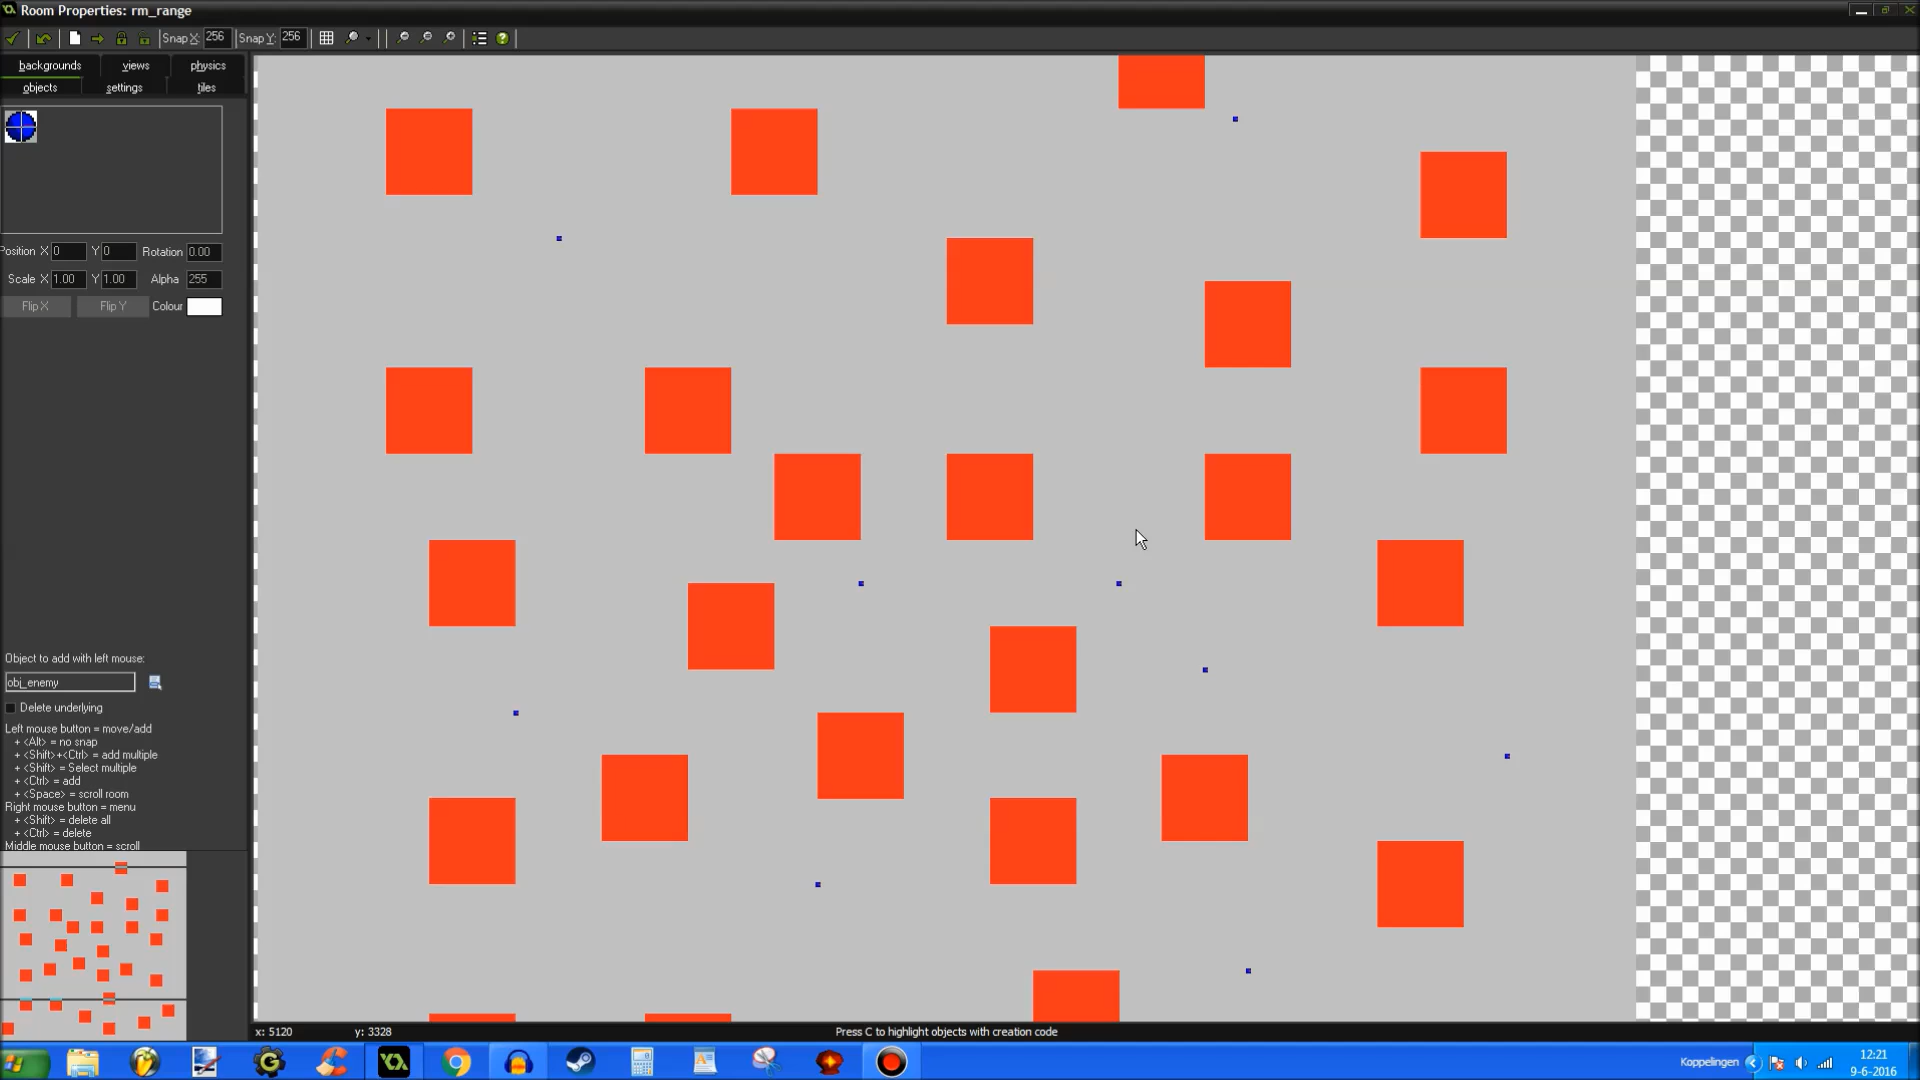 Room Properties: rm_range
Snap X: 256 Snap Y: 256
backgrounds views physics
objects settings tiles
Position X 0 Y 0 Rotation 0.00
Scale X 1.00 Y 1.00 Alpha 255
Flip X Flip Y Colour
Object to add with left mouse:
obj_enemy
Delete underlying
Left mouse button = move/add
+ <Alt> = no snap
+ <Shift>+<Ctrl> = add multiple
+ <Shift> = Select multiple
+ <Ctrl> = add
+ <Space> = scroll room
Right mouse button = menu
+ <Shift> = delete all
+ <Ctrl> = delete
Middle mouse button = scroll
x: 5120 y: 3328 Press C to highlight objects with creation code
Koppelingen 12:21
9-6-2016